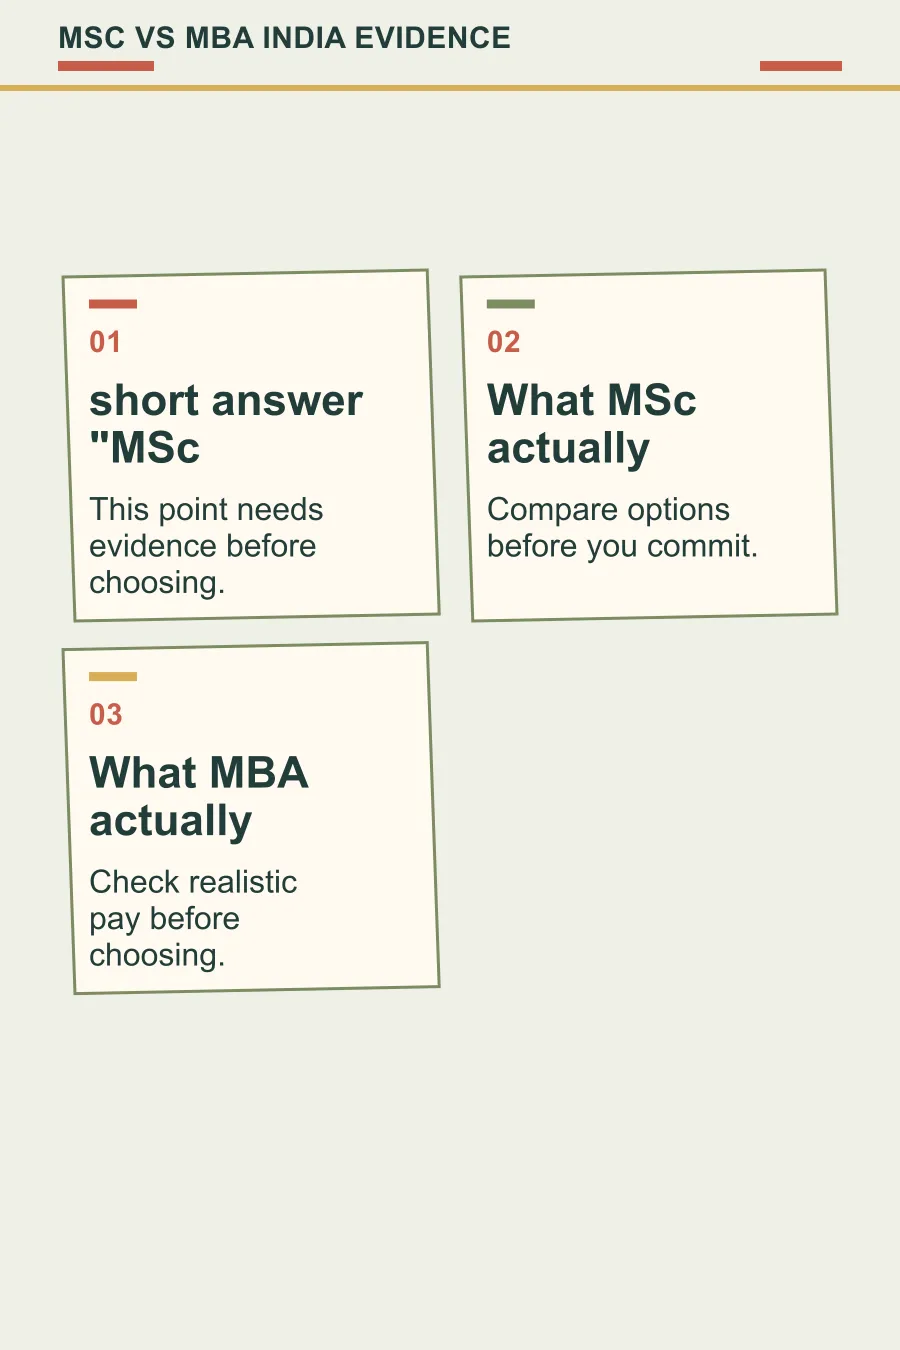 MSC VS MBA INDIA EVIDENCE
01
short answer
"MSc
This point needs
evidence before
choosing.
02
What MSc
actually
Compare options
before you commit.
03
What MBA
actually
Check realistic
pay before
choosing.